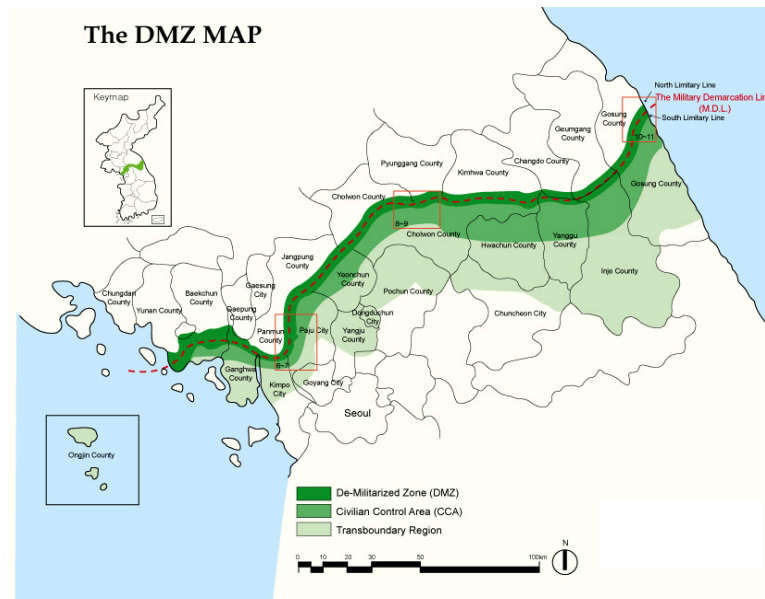 The DMZ MAP
Keymap
North Limitary Line
The Military Demarcation Lin
(M.D.L.)
South Limitary Line
Gosung
County
10~11
Geumgang
County
Changdo County
Pyunggang County
Kimhwa County
Gosung County
Cholwon County
8~9
Cholwon County
Yanggu
County
Hwachun County
Inje County
Jangpung
County
Yeonchun
County
Pochun County
Gaesung
City
Baekchun
County
Chungdan
County
Yunan County
Gaepung
County
Panmun
County
Paju City
Dongduchun
City
Yangju
County
Chuncheon City
6~7
Ganghwa
County
Kimpo
City
Goyang City
Seoul
Ongjin County
De-Militarized Zone (DMZ)
Civilian Control Area (CCA)
Transboundary Region
0 10 20 30 50 100km
N